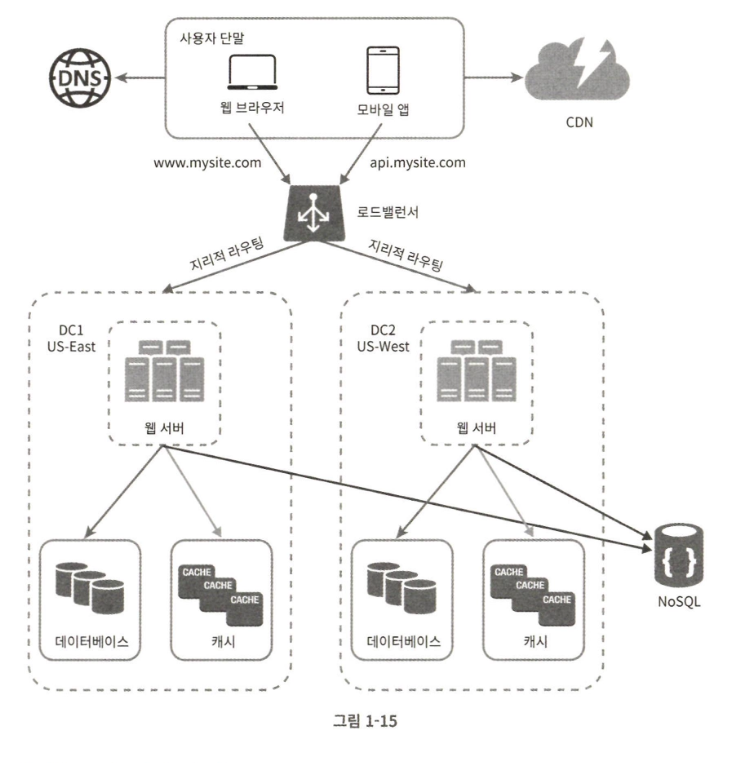 사용자 단말
DNS
웹 브라우저
모바일 앱
CDN
www.mysite.com
api.mysite.com
로드밸런서
지리적 라우팅
지리적 라우팅
DC1
US-East
웹 서버
DC2
US-West
웹 서버
CACHE
CACHE
CACHE
데이터베이스
캐시
CACHE
CACHE
CACHE
데이터베이스
캐시
{ }
NoSQL
그림 1-15